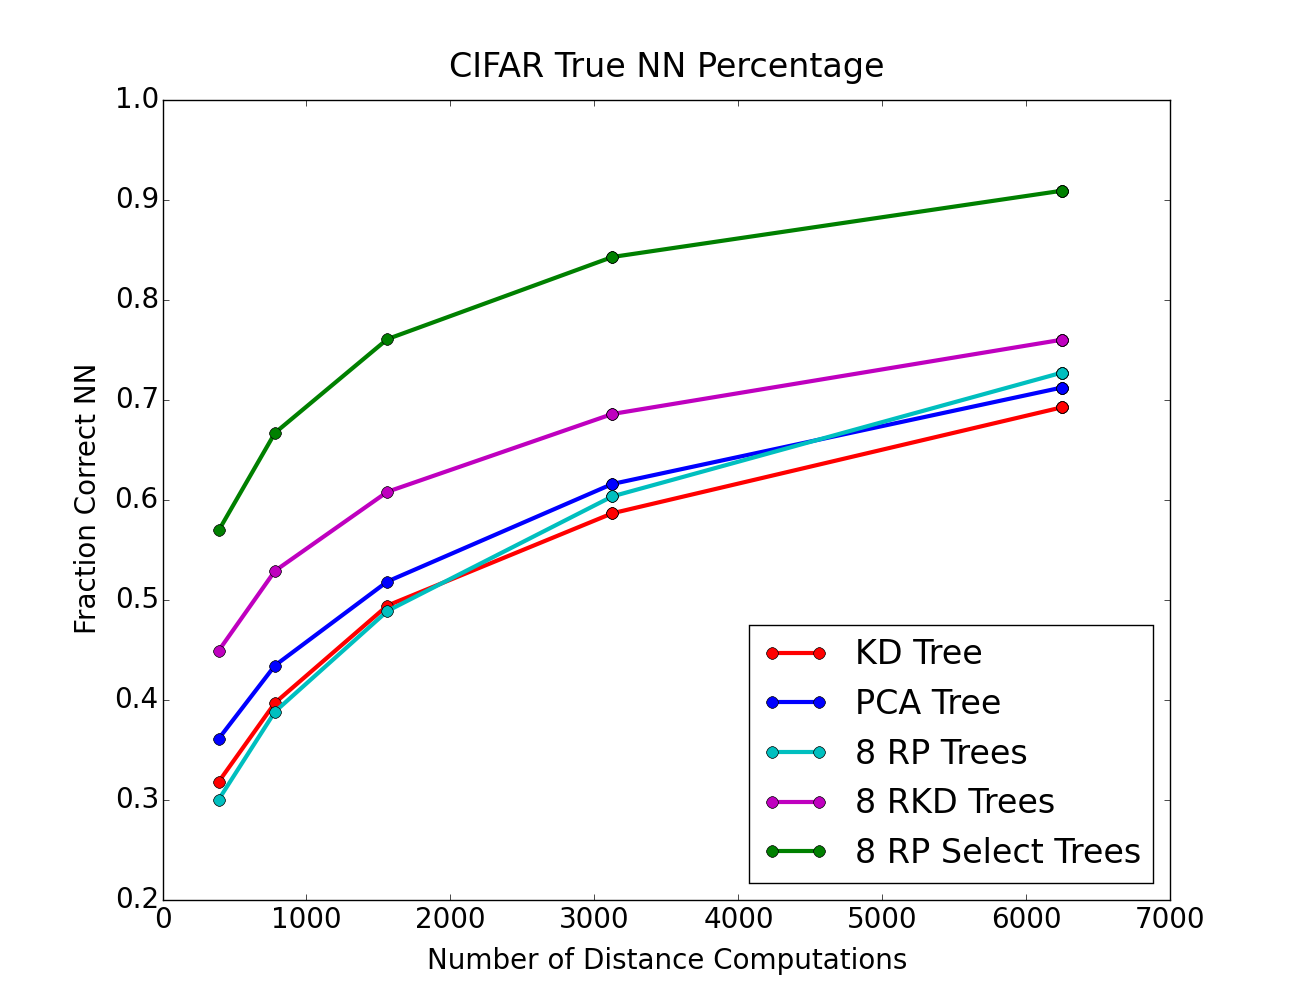 CIFAR True NN Percentage
1.0
0.9
0.8
0.7
0.6
0.5
0.4
0.3
0.2
Fraction Correct NN
KD Tree
PCA Tree
8 RP Trees
8 RKD Trees
8 RP Select Trees
0 1000 2000 3000 4000 5000 6000 7000
Number of Distance Computations